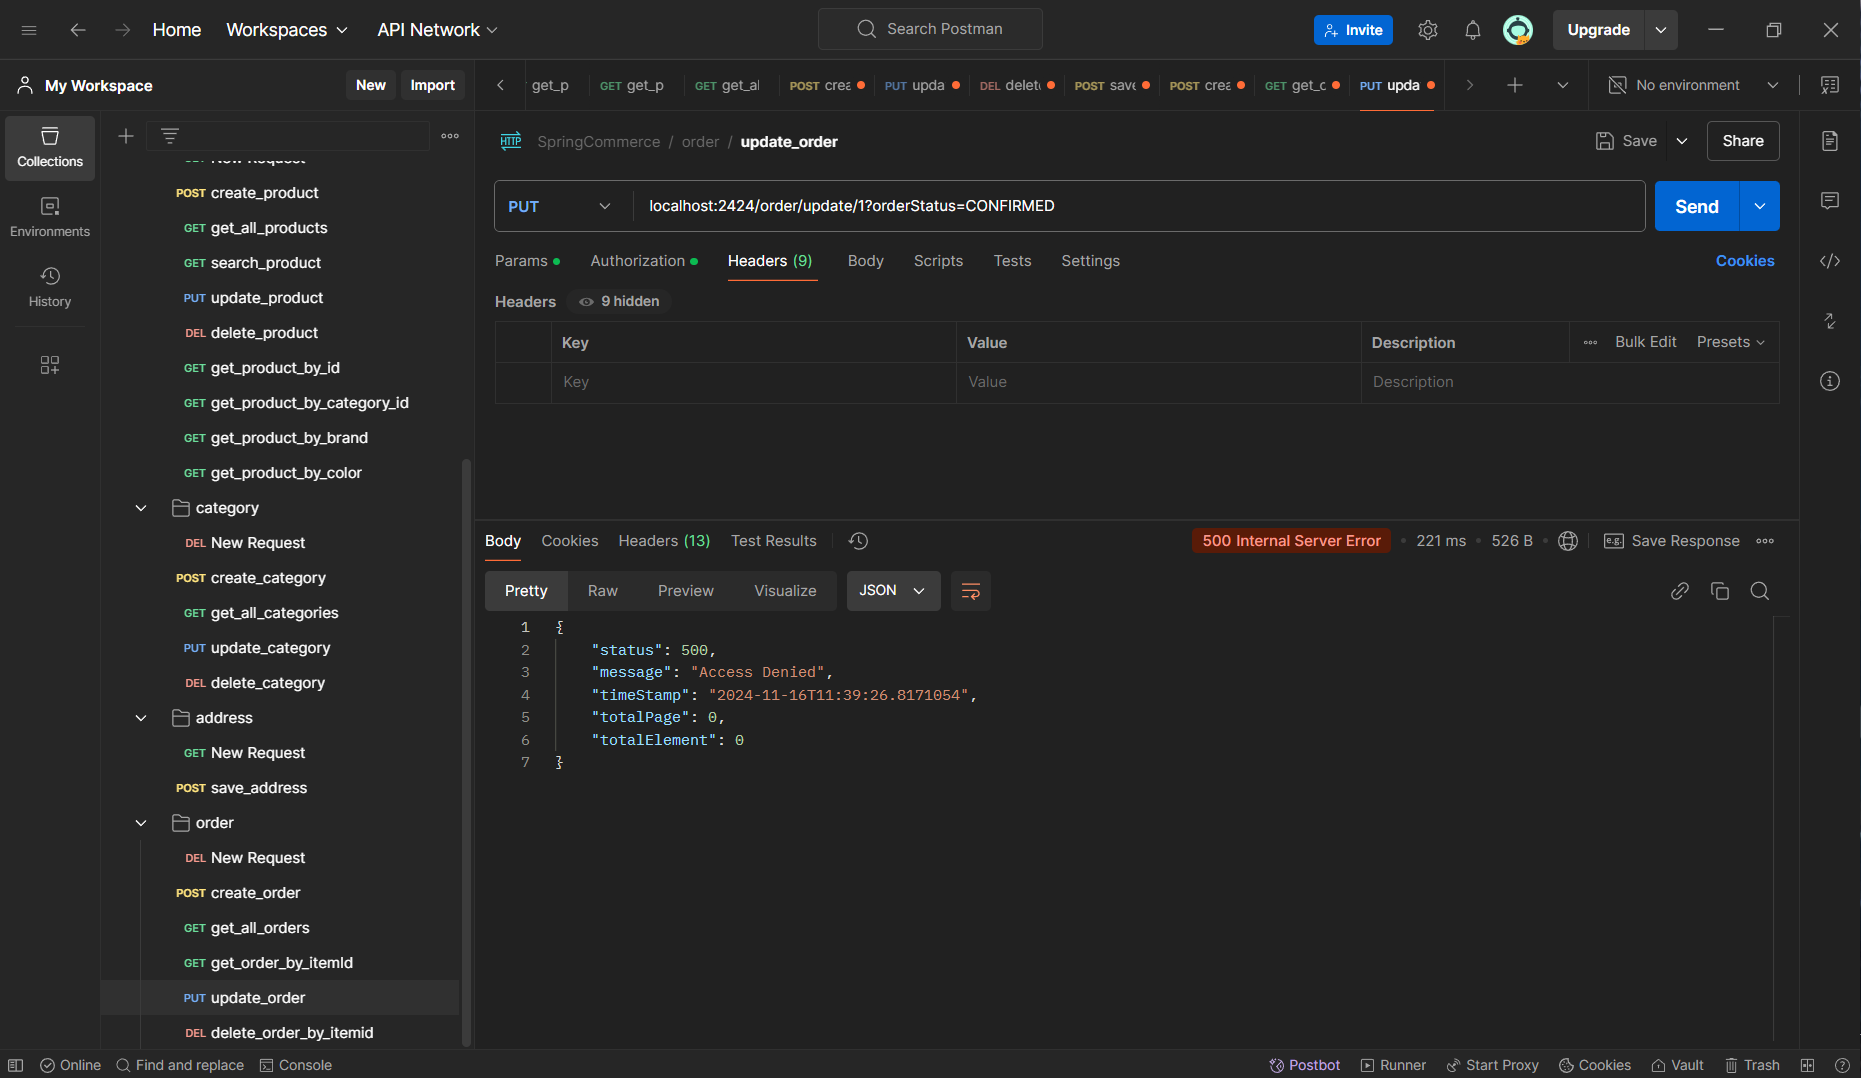 Home
Workspaces
API Network
Search Postman
Invite
Upgrade
My Workspace
New
Import
get_p
GET get_p
GET get_al
POST crea
PUT upda
DEL delet
POST save
POST crea
GET get_c
PUT upda
No environment
Collections
Environments
History
POST create_product
GET get_all_products
GET search_product
PUT update_product
DEL delete_product
GET get_product_by_id
GET get_product_by_category_id
GET get_product_by_brand
GET get_product_by_color
category
DEL New Request
POST create_category
GET get_all_categories
PUT update_category
DEL delete_category
address
GET New Request
POST save_address
order
DEL New Request
POST create_order
GET get_all_orders
GET get_order_by_itemId
PUT update_order
DEL delete_order_by_itemid
HTTP SpringCommerce / order / update_order
Save
Share
PUT
localhost:2424/order/update/1?orderStatus=CONFIRMED
Send
Params
Authorization
Headers (9)
Body
Scripts
Tests
Settings
Cookies
Headers
9 hidden
Key
Value
Description
Bulk Edit
Presets
Key
Value
Description
Body
Cookies
Headers (13)
Test Results
500 Internal Server Error
221 ms
526 B
e.g. Save Response
Pretty
Raw
Preview
Visualize
JSON
1 {
2 "status": 500,
3 "message": "Access Denied",
4 "timeStamp": "2024-11-16T11:39:26.8171054",
5 "totalPage": 0,
6 "totalElement": 0
7 }
Online
Find and replace
Console
Postbot
Runner
Start Proxy
Cookies
Vault
Trash